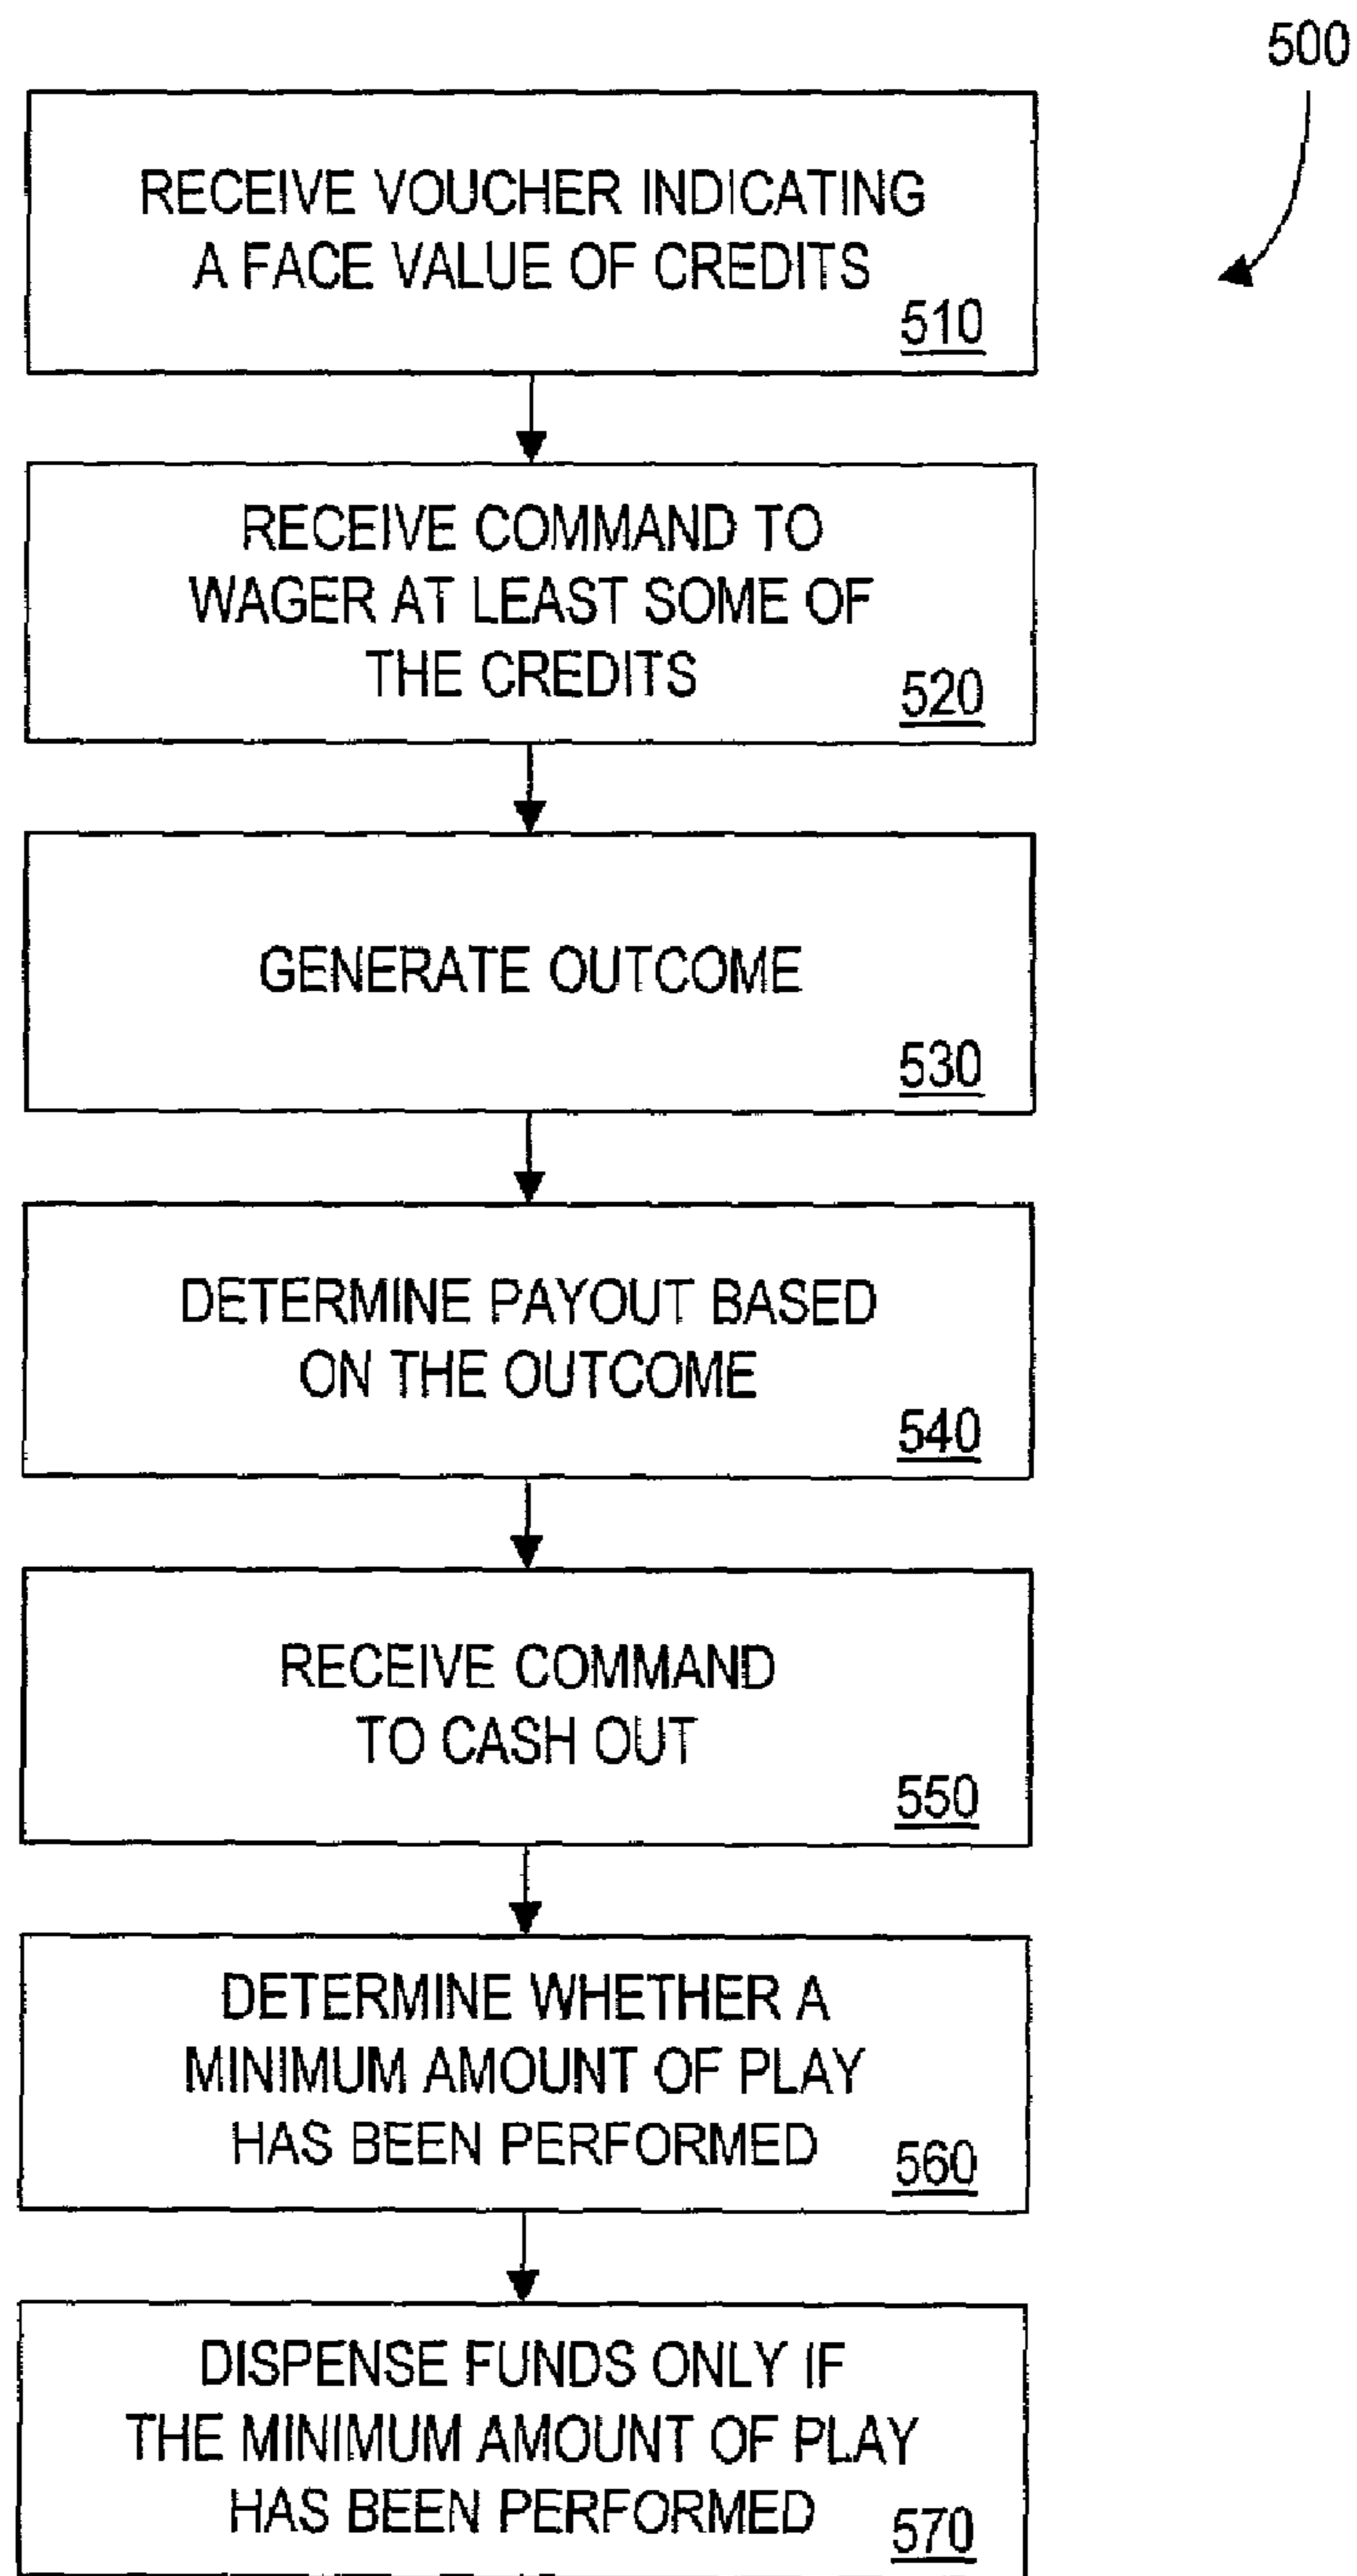 500
RECEIVE VOUCHER INDICATING
A FACE VALUE OF CREDITS
510
RECEIVE COMMAND TO
WAGER AT LEAST SOME OF
THE CREDITS
520
GENERATE OUTCOME
530
DETERMINE PAYOUT BASED
ON THE OUTCOME
540
RECEIVE COMMAND
TO CASH OUT
550
DETERMINE WHETHER A
MINIMUM AMOUNT OF PLAY
HAS BEEN PERFORMED
560
DISPENSE FUNDS ONLY IF
THE MINIMUM AMOUNT OF PLAY
HAS BEEN PERFORMED
570